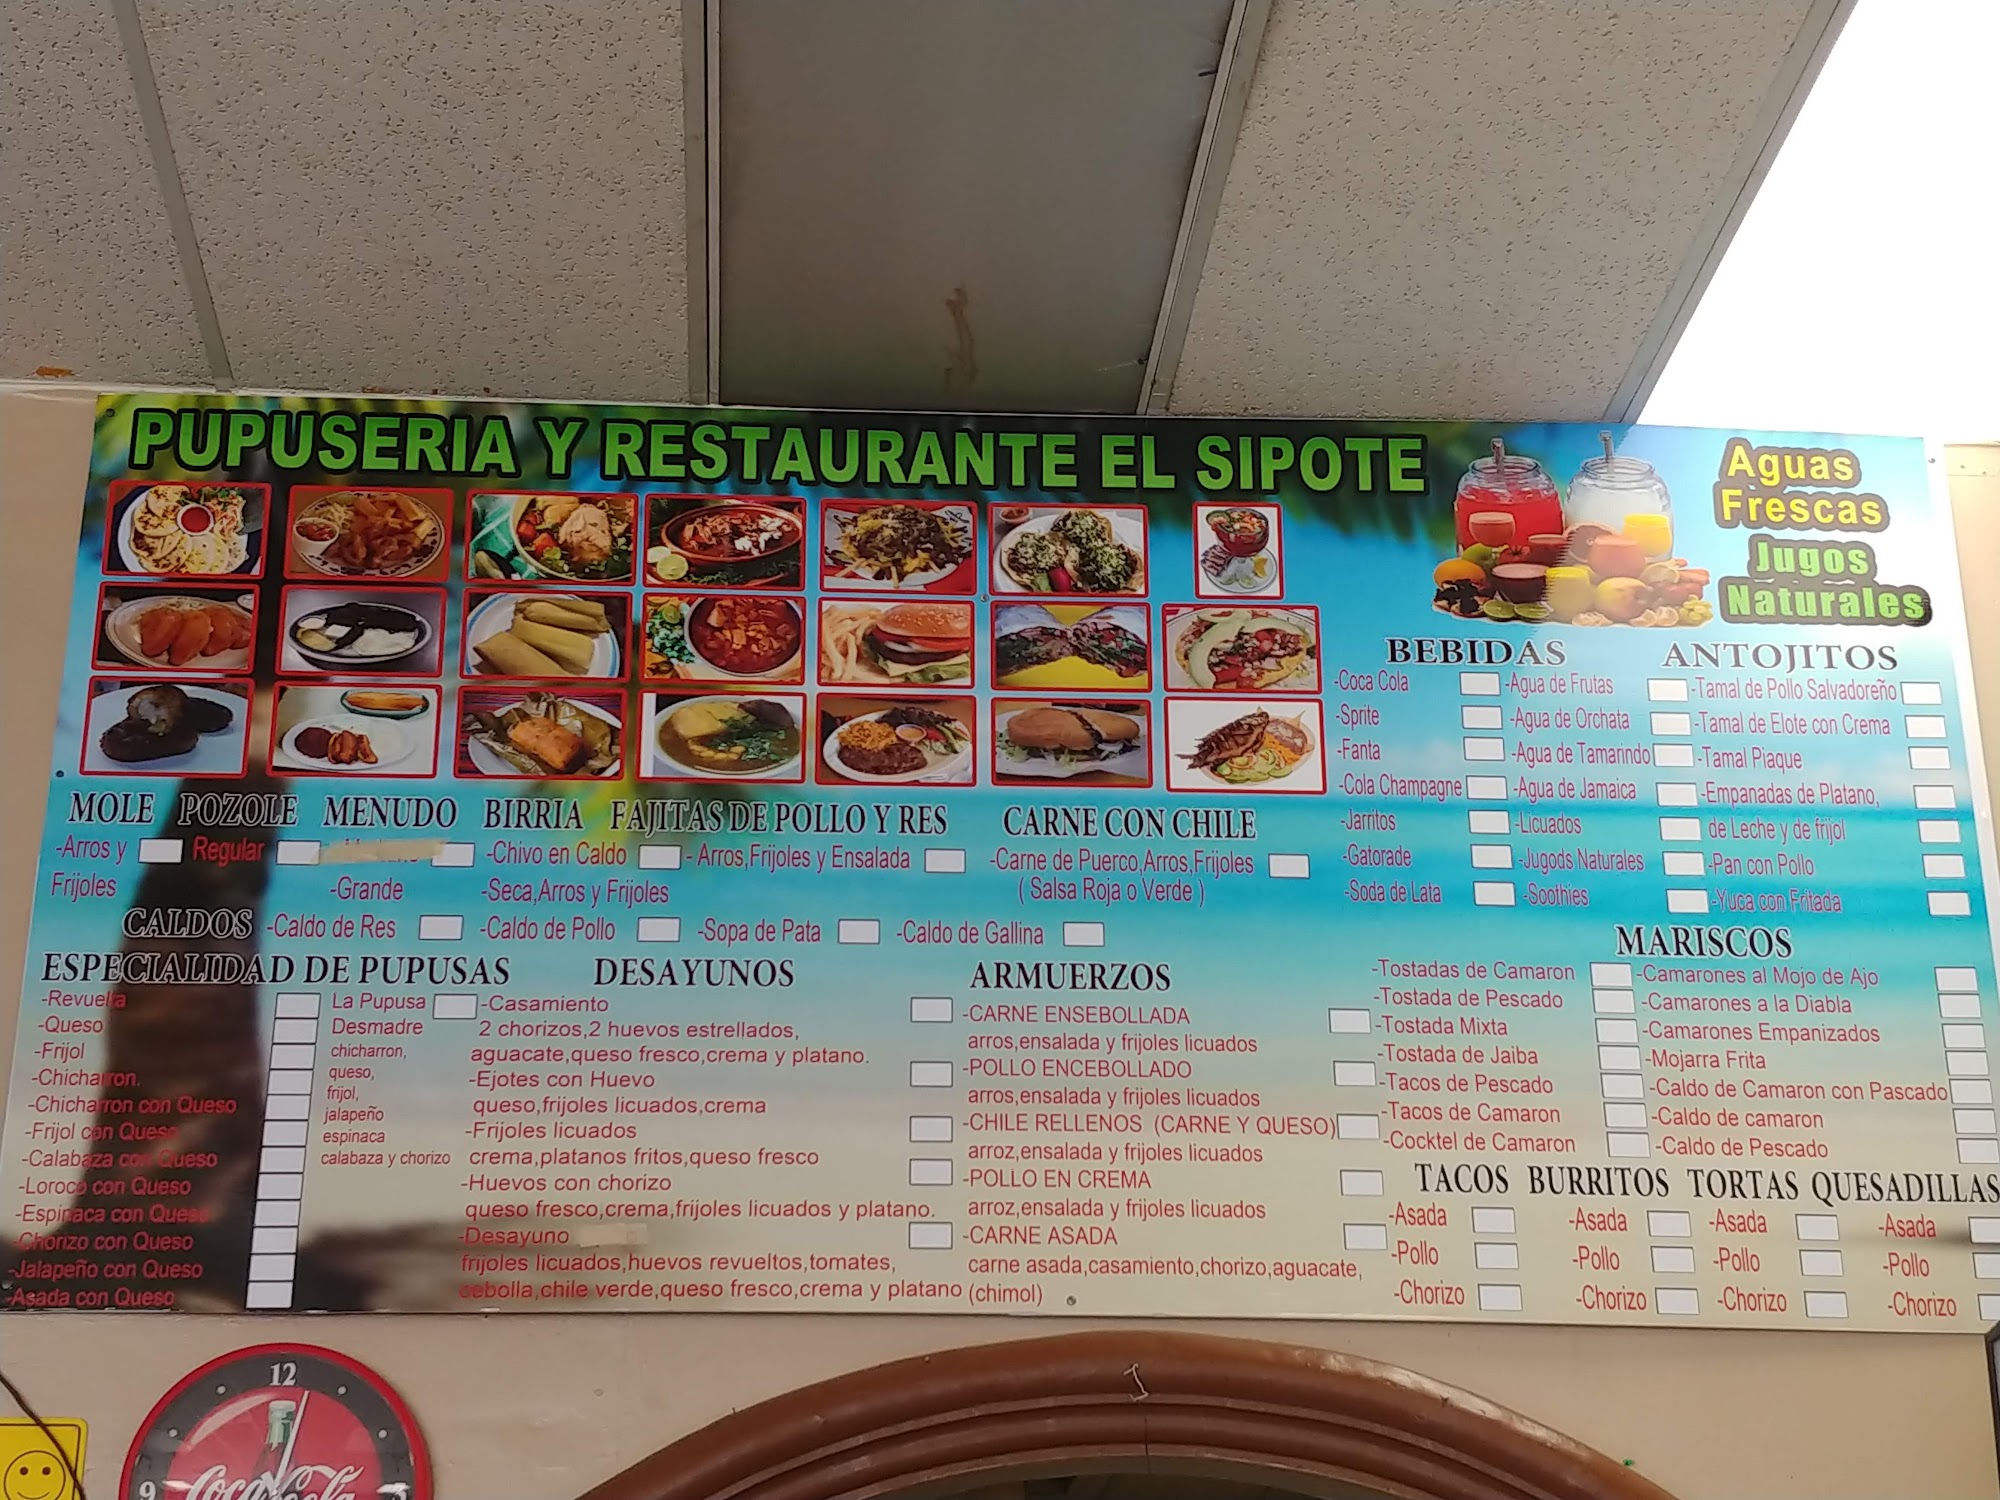 PUPUSERIA Y RESTAURANTE EL SIPOTE
Aguas
Frescas
Jugos
Naturales
MOLE
-Arros y
Frijoles
POZOLE
Regular
MENUDO
-Grande
BIRRIA
-Chivo en Caldo
-Seca,Arros y Frijoles
FAJITAS DE POLLO Y RES
- Arros,Frijoles y Ensalada
CARNE CON CHILE
-Carne de Puerco,Arros,Frijoles
( Salsa Roja o Verde )
CALDOS -Caldo de Res -Caldo de Pollo -Sopa de Pata -Caldo de Gallina
BEBIDAS
-Coca Cola
-Sprite
-Fanta
-Cola Champagne
-Jarritos
-Gatorade
-Soda de Lata
-Agua de Frutas
-Agua de Orchata
-Agua de Tamarindo
-Agua de Jamaica
-Licuados
-Jugods Naturales
-Soothies
ANTOJITOS
-Tamal de Pollo Salvadoreño
-Tamal de Elote con Crema
-Tamal Piaque
-Empanadas de Platano,
de Leche y de frijol
-Pan con Pollo
-Yuca con Fritada
ESPECIALIDAD DE PUPUSAS
-Revuelta
-Queso
-Frijol
-Chicharron.
-Chicharron con Queso
-Frijol con Queso
-Calabaza con Queso
-Loroco con Queso
-Espinaca con Queso
-Chorizo con Queso
-Jalapeño con Queso
-Asada con Queso
La Pupusa
Desmadre
chicharron,
queso,
frijol,
jalapeño
espinaca
calabaza y chorizo
DESAYUNOS
-Casamiento
2 chorizos,2 huevos estrellados,
aguacate,queso fresco,crema y platano.
-Ejotes con Huevo
queso,frijoles licuados,crema
-Frijoles licuados
crema,platanos fritos,queso fresco
-Huevos con chorizo
queso fresco,crema,frijoles licuados y platano.
-Desayuno
frijoles licuados,huevos revueltos,tomates,
cebolla,chile verde,queso fresco,crema y platano
ARMUERZOS
-CARNE ENSEBOLLADA
arros,ensalada y frijoles licuados
-POLLO ENCEBOLLADO
arros,ensalada y frijoles licuados
-CHILE RELLENOS (CARNE Y QUESO)
arroz,ensalada y frijoles licuados
-POLLO EN CREMA
arroz,ensalada y frijoles licuados
-CARNE ASADA
carne asada,casamiento,chorizo,aguacate,
(chimol)
MARISCOS
-Tostadas de Camaron
-Tostada de Pescado
-Tostada Mixta
-Tostada de Jaiba
-Tacos de Pescado
-Tacos de Camaron
-Cocktel de Camaron
-Camarones al Mojo de Ajo
-Camarones a la Diabla
-Camarones Empanizados
-Mojarra Frita
-Caldo de Camaron con Pascado
-Caldo de camaron
-Caldo de Pescado
TACOS
-Asada
-Pollo
-Chorizo
BURRITOS
-Asada
-Pollo
-Chorizo
TORTAS
-Asada
-Pollo
-Chorizo
QUESADILLAS
-Asada
-Pollo
-Chorizo
12
9
3
Coca-Cola